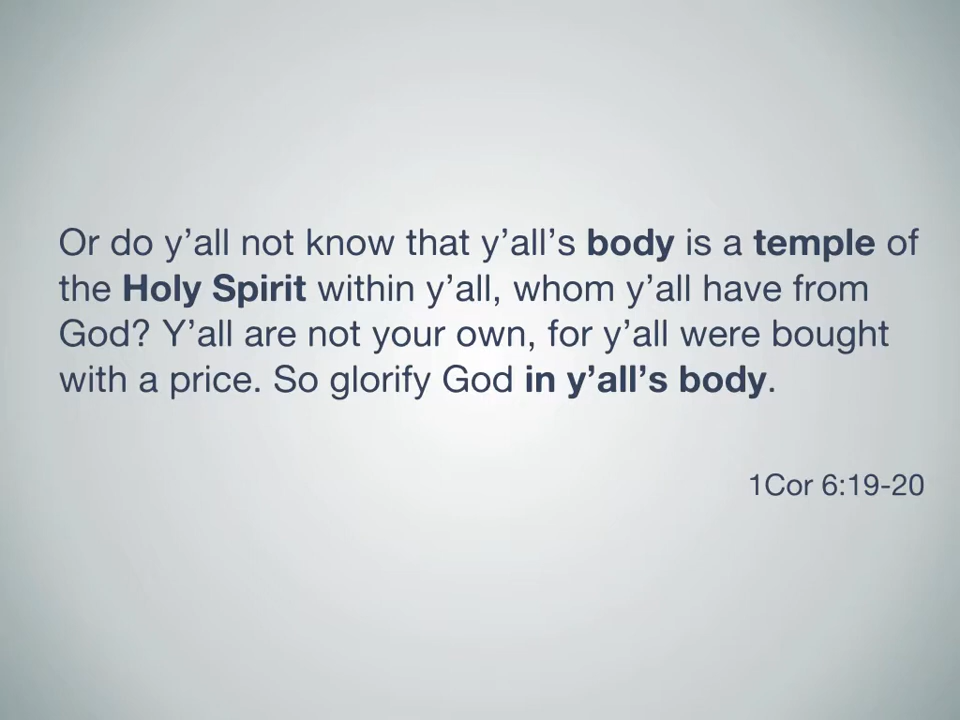 Or do y’all not know that y’all’s body is a temple of
the Holy Spirit within y’all, whom y’all have from
God? Y’all are not your own, for y’all were bought
with a price. So glorify God in y’all’s body.
1Cor 6:19-20